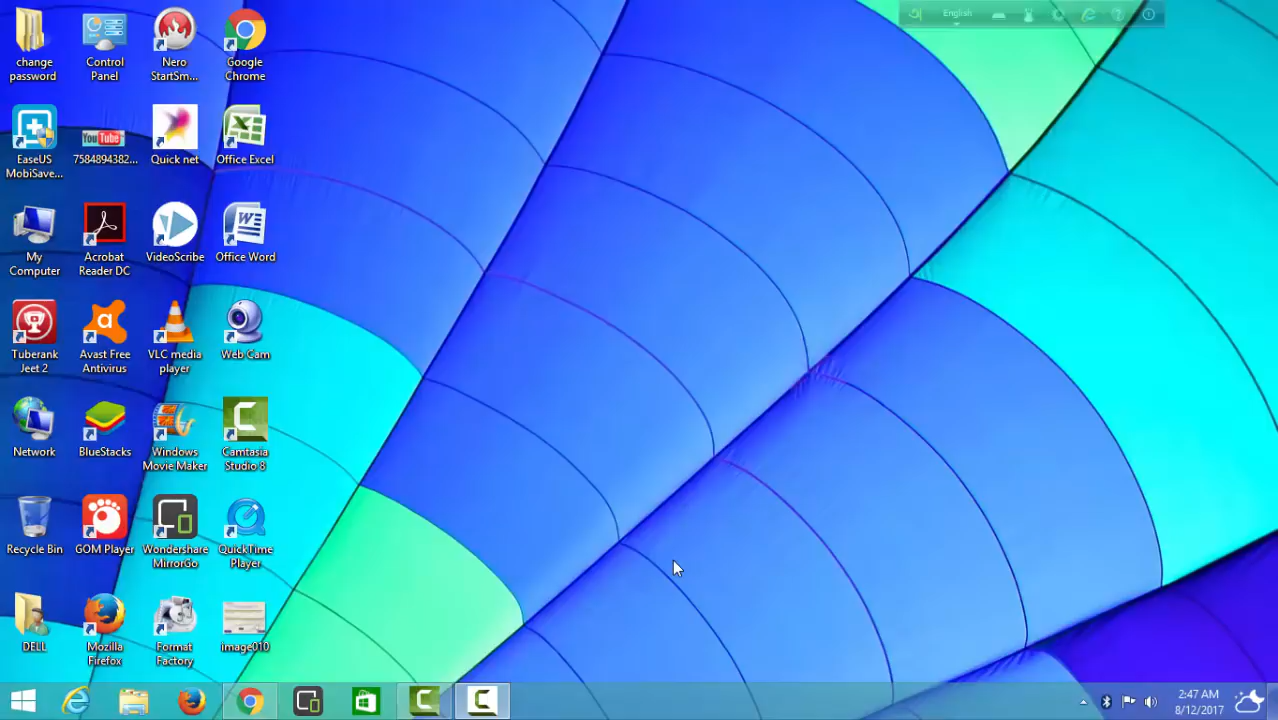 English
change
password
Control
Panel
Nero
StartSm...
Google
Chrome
EaseUS
MobiSave...
You Tube
7584894382...
Quick net
Office Excel
My
Computer
Acrobat
Reader DC
VideoScribe
Office Word
Tuberank
Jeet 2
Avast Free
Antivirus
VLC media
player
Web Cam
Network
BlueStacks
Windows
Movie Maker
Camtasia
Studio 8
Recycle Bin
GOM Player
Wondershare
MirrorGo
QuickTime
Player
DELL
Mozilla
Firefox
Format
Factory
image010
2:47 AM
8/12/2017